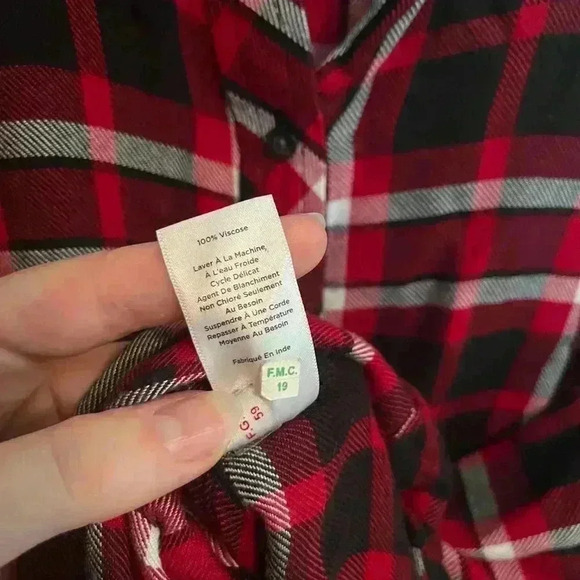 100% Viscose
Laver À La Machine,
À L'eau Froide
Cycle Délicat
Agent De Blanchiment
Non Chloré Seulement
Au Besoin
Suspendre À Une Corde
Repasser À Température
Moyenne Au Besoin
Fabriqué En Inde
F.M.C.
19
F.G.
59